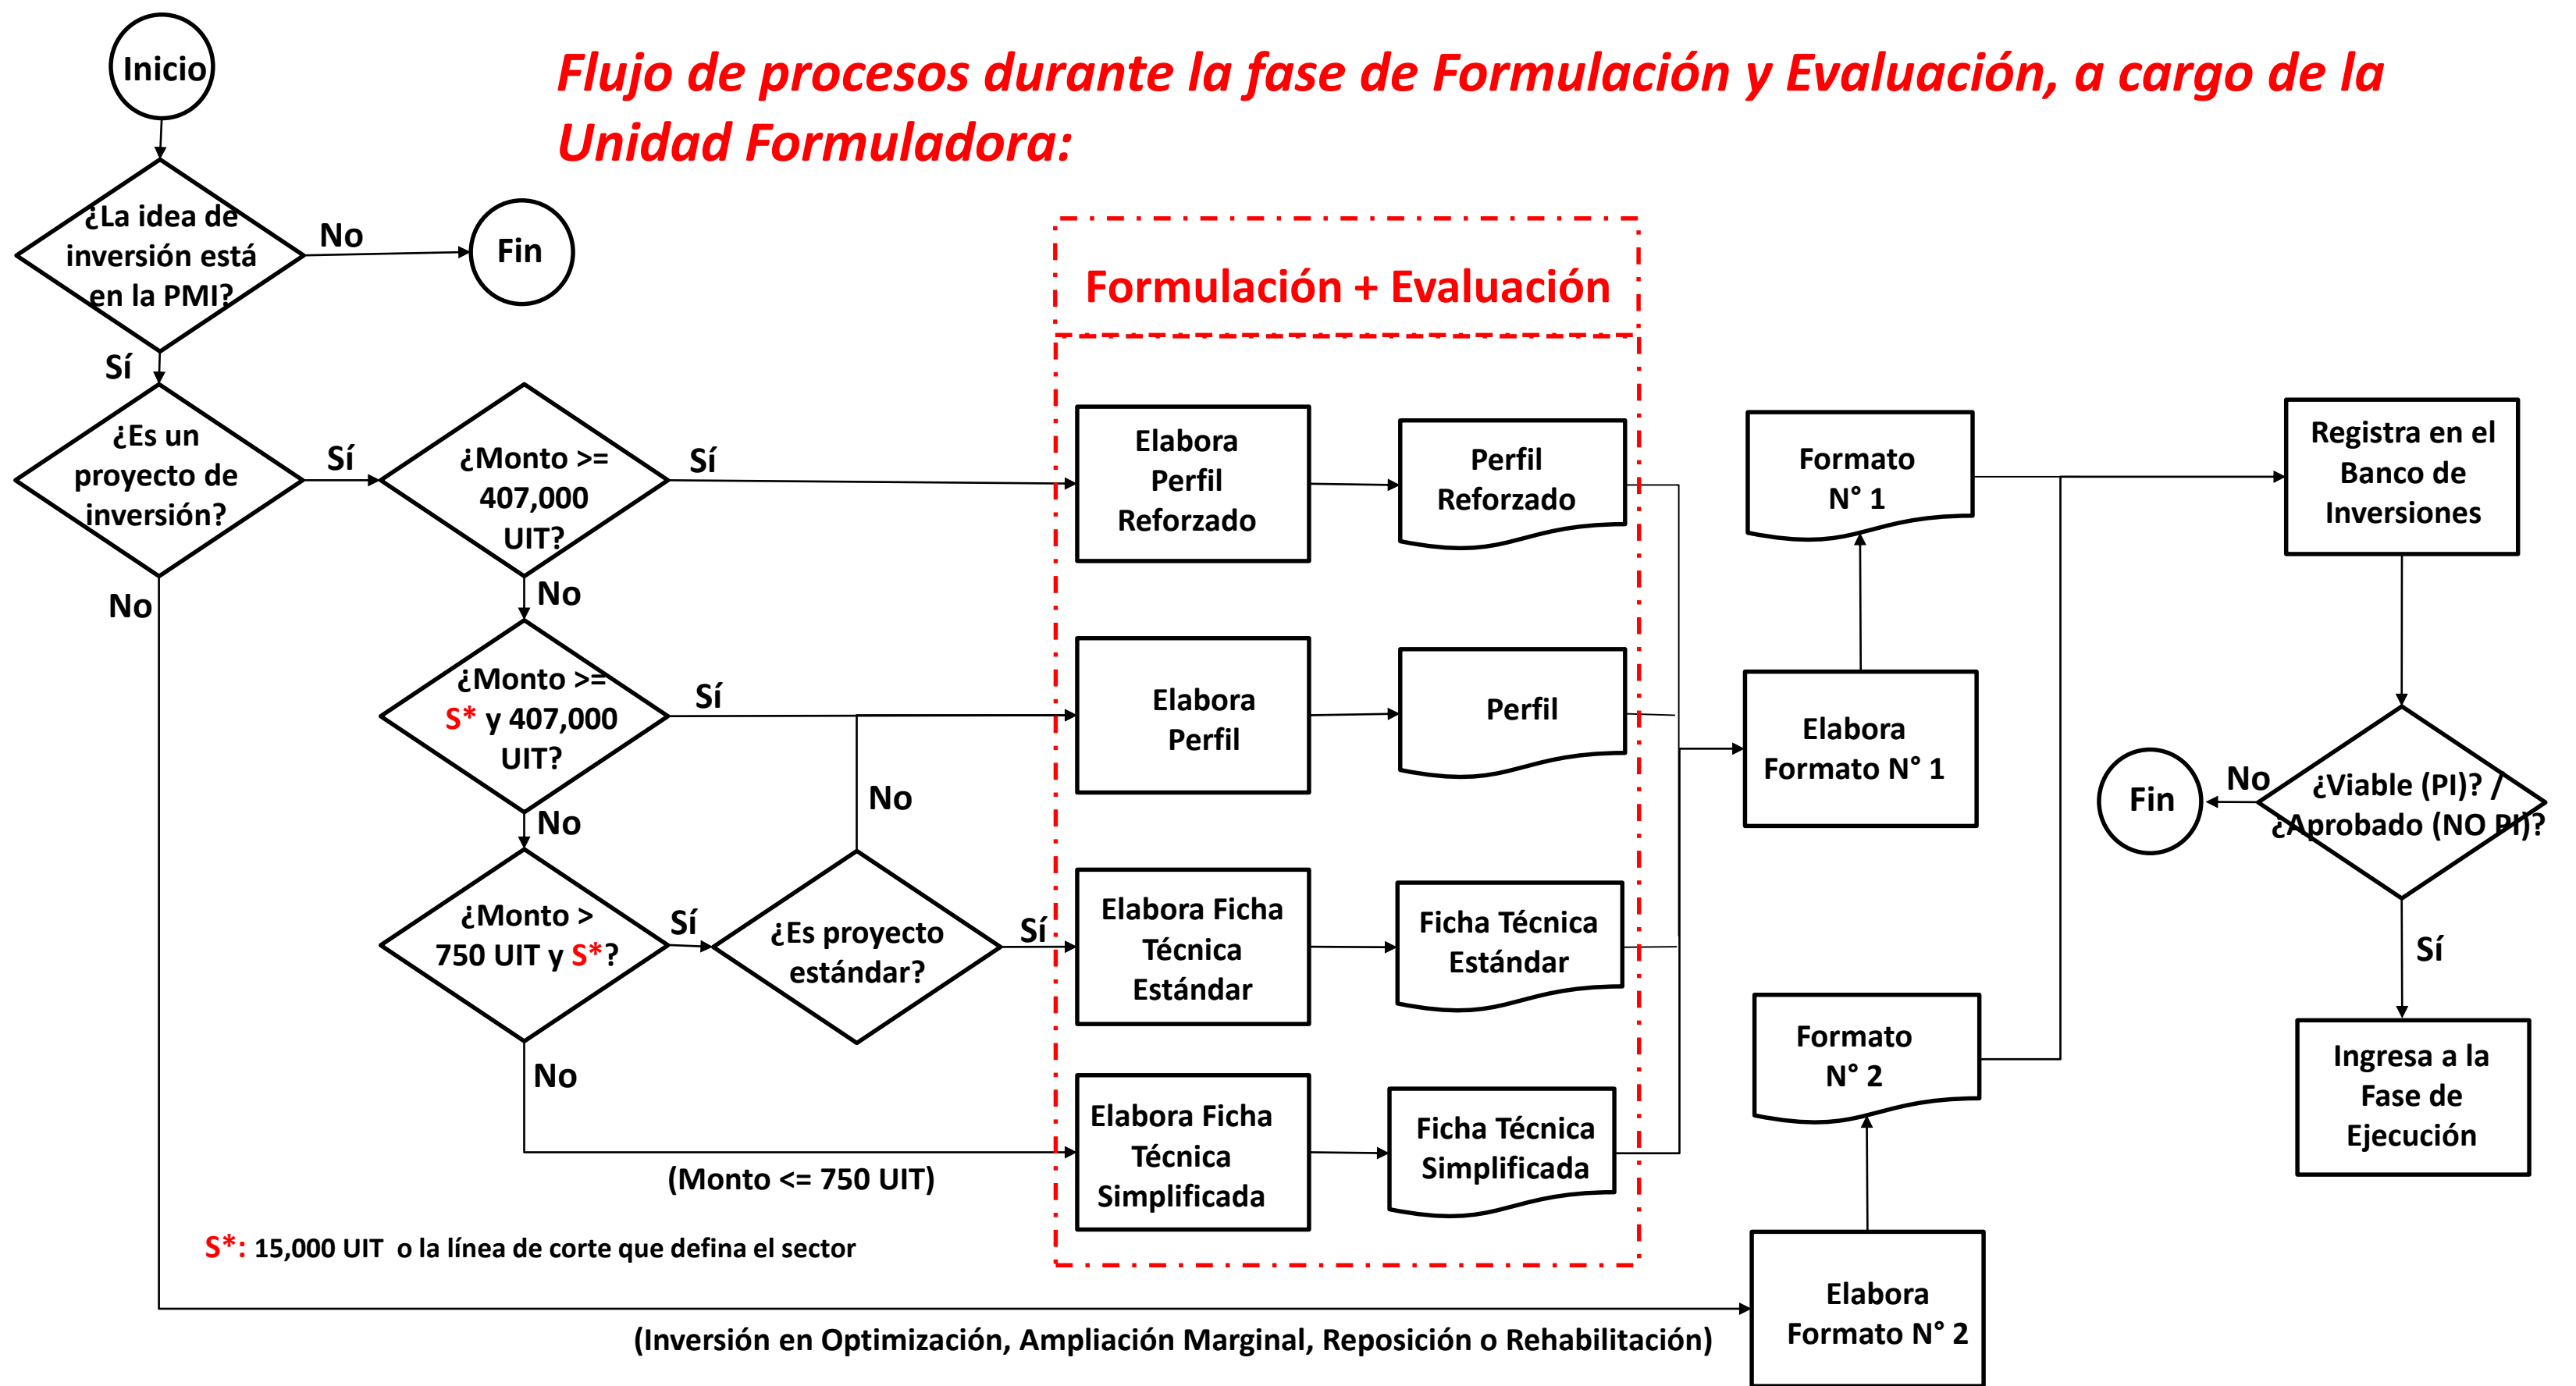 Inicio
Flujo de procesos durante la fase de Formulación y Evaluación, a cargo de la
Unidad Formuladora:
¿La idea de
inversión está
en la PMI?
No
Fin
Sí
Formulación + Evaluación
¿Es un
proyecto de
inversión?
Sí
No
¿Monto >=
407,000
UIT?
Sí
No
Elabora
Perfil
Reforzado
Perfil
Reforzado
Formato
N° 1
Registra en el
Banco de
Inversiones
¿Monto >=
S* y 407,000
UIT?
Sí
No
Elabora
Perfil
Perfil
Elabora
Formato N° 1
Fin
No
¿Viable (PI)? /
¿Aprobado (NO PI)?
Sí
¿Monto >
750 UIT y S*?
Sí
No
¿Es proyecto
estándar?
No
Sí
Elabora Ficha
Técnica
Estándar
Ficha Técnica
Estándar
Formato
N° 2
Ingresa a la
Fase de
Ejecución
(Monto <= 750 UIT)
Elabora Ficha
Técnica
Simplificada
Ficha Técnica
Simplificada
S*: 15,000 UIT o la línea de corte que defina el sector
Elabora
Formato N° 2
(Inversión en Optimización, Ampliación Marginal, Reposición o Rehabilitación)